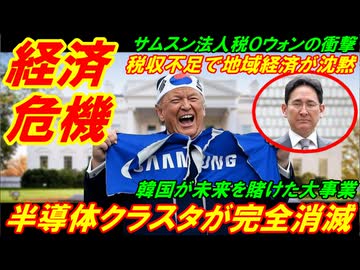 サムスン法人税0ウォンの衝撃
税収不足で地域経済が沈黙
経済
危機
SAMSUNG
韓国が未来を賭けた大事業
半導体クラスタが完全消滅